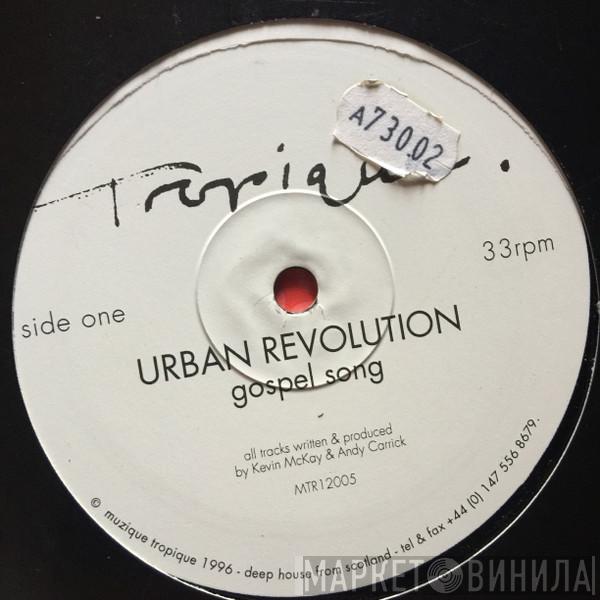 A730.02
Tropique.
33rpm
side one
URBAN REVOLUTION
gospel song
all tracks written & produced
by Kevin McKay & Andy Carrick
MTR12005
© muzique tropique 1996 - deep house from scotland - tel & fax +44 (0) 147 556 8679.
МАРКЕТ ВИНИЛА